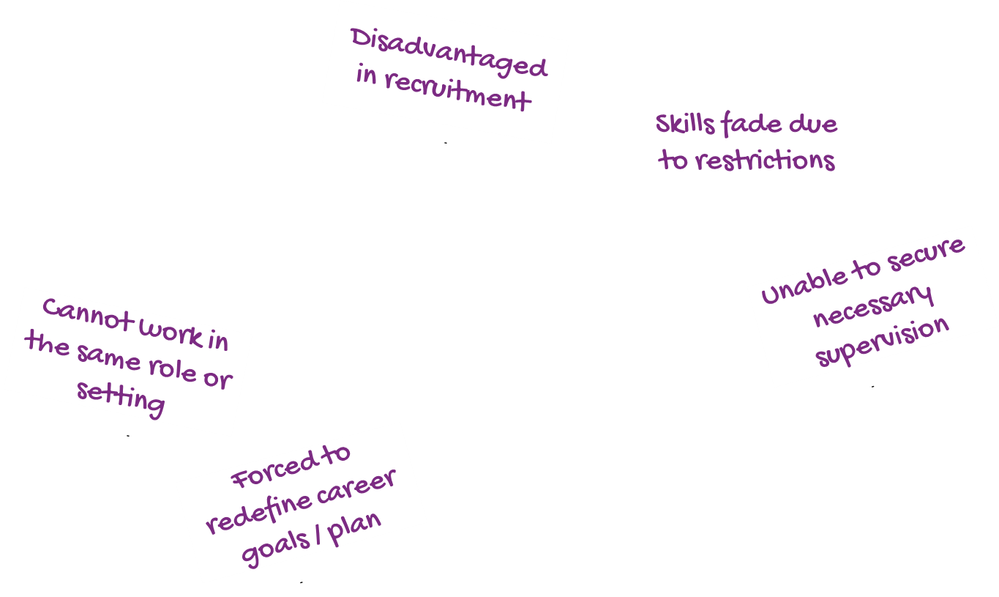 Disadvantaged
in recruitment
Skills fade due
to restrictions
Unable to secure
necessary
supervision
Cannot work in
the same role or
setting
Forced to
redefine career
goals / plan